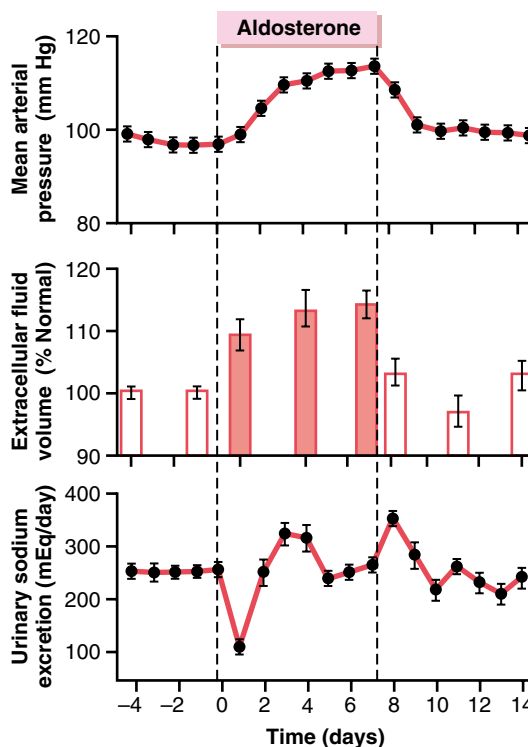 Aldosterone
Mean arterial
pressure (mm Hg)
120
100
80
Extracellular fluid
volume (% Normal)
120
110
100
90
Urinary sodium
excretion (mEq/day)
400
300
200
100
–4 –2 0 2 4 6 8 10 12 14
Time (days)